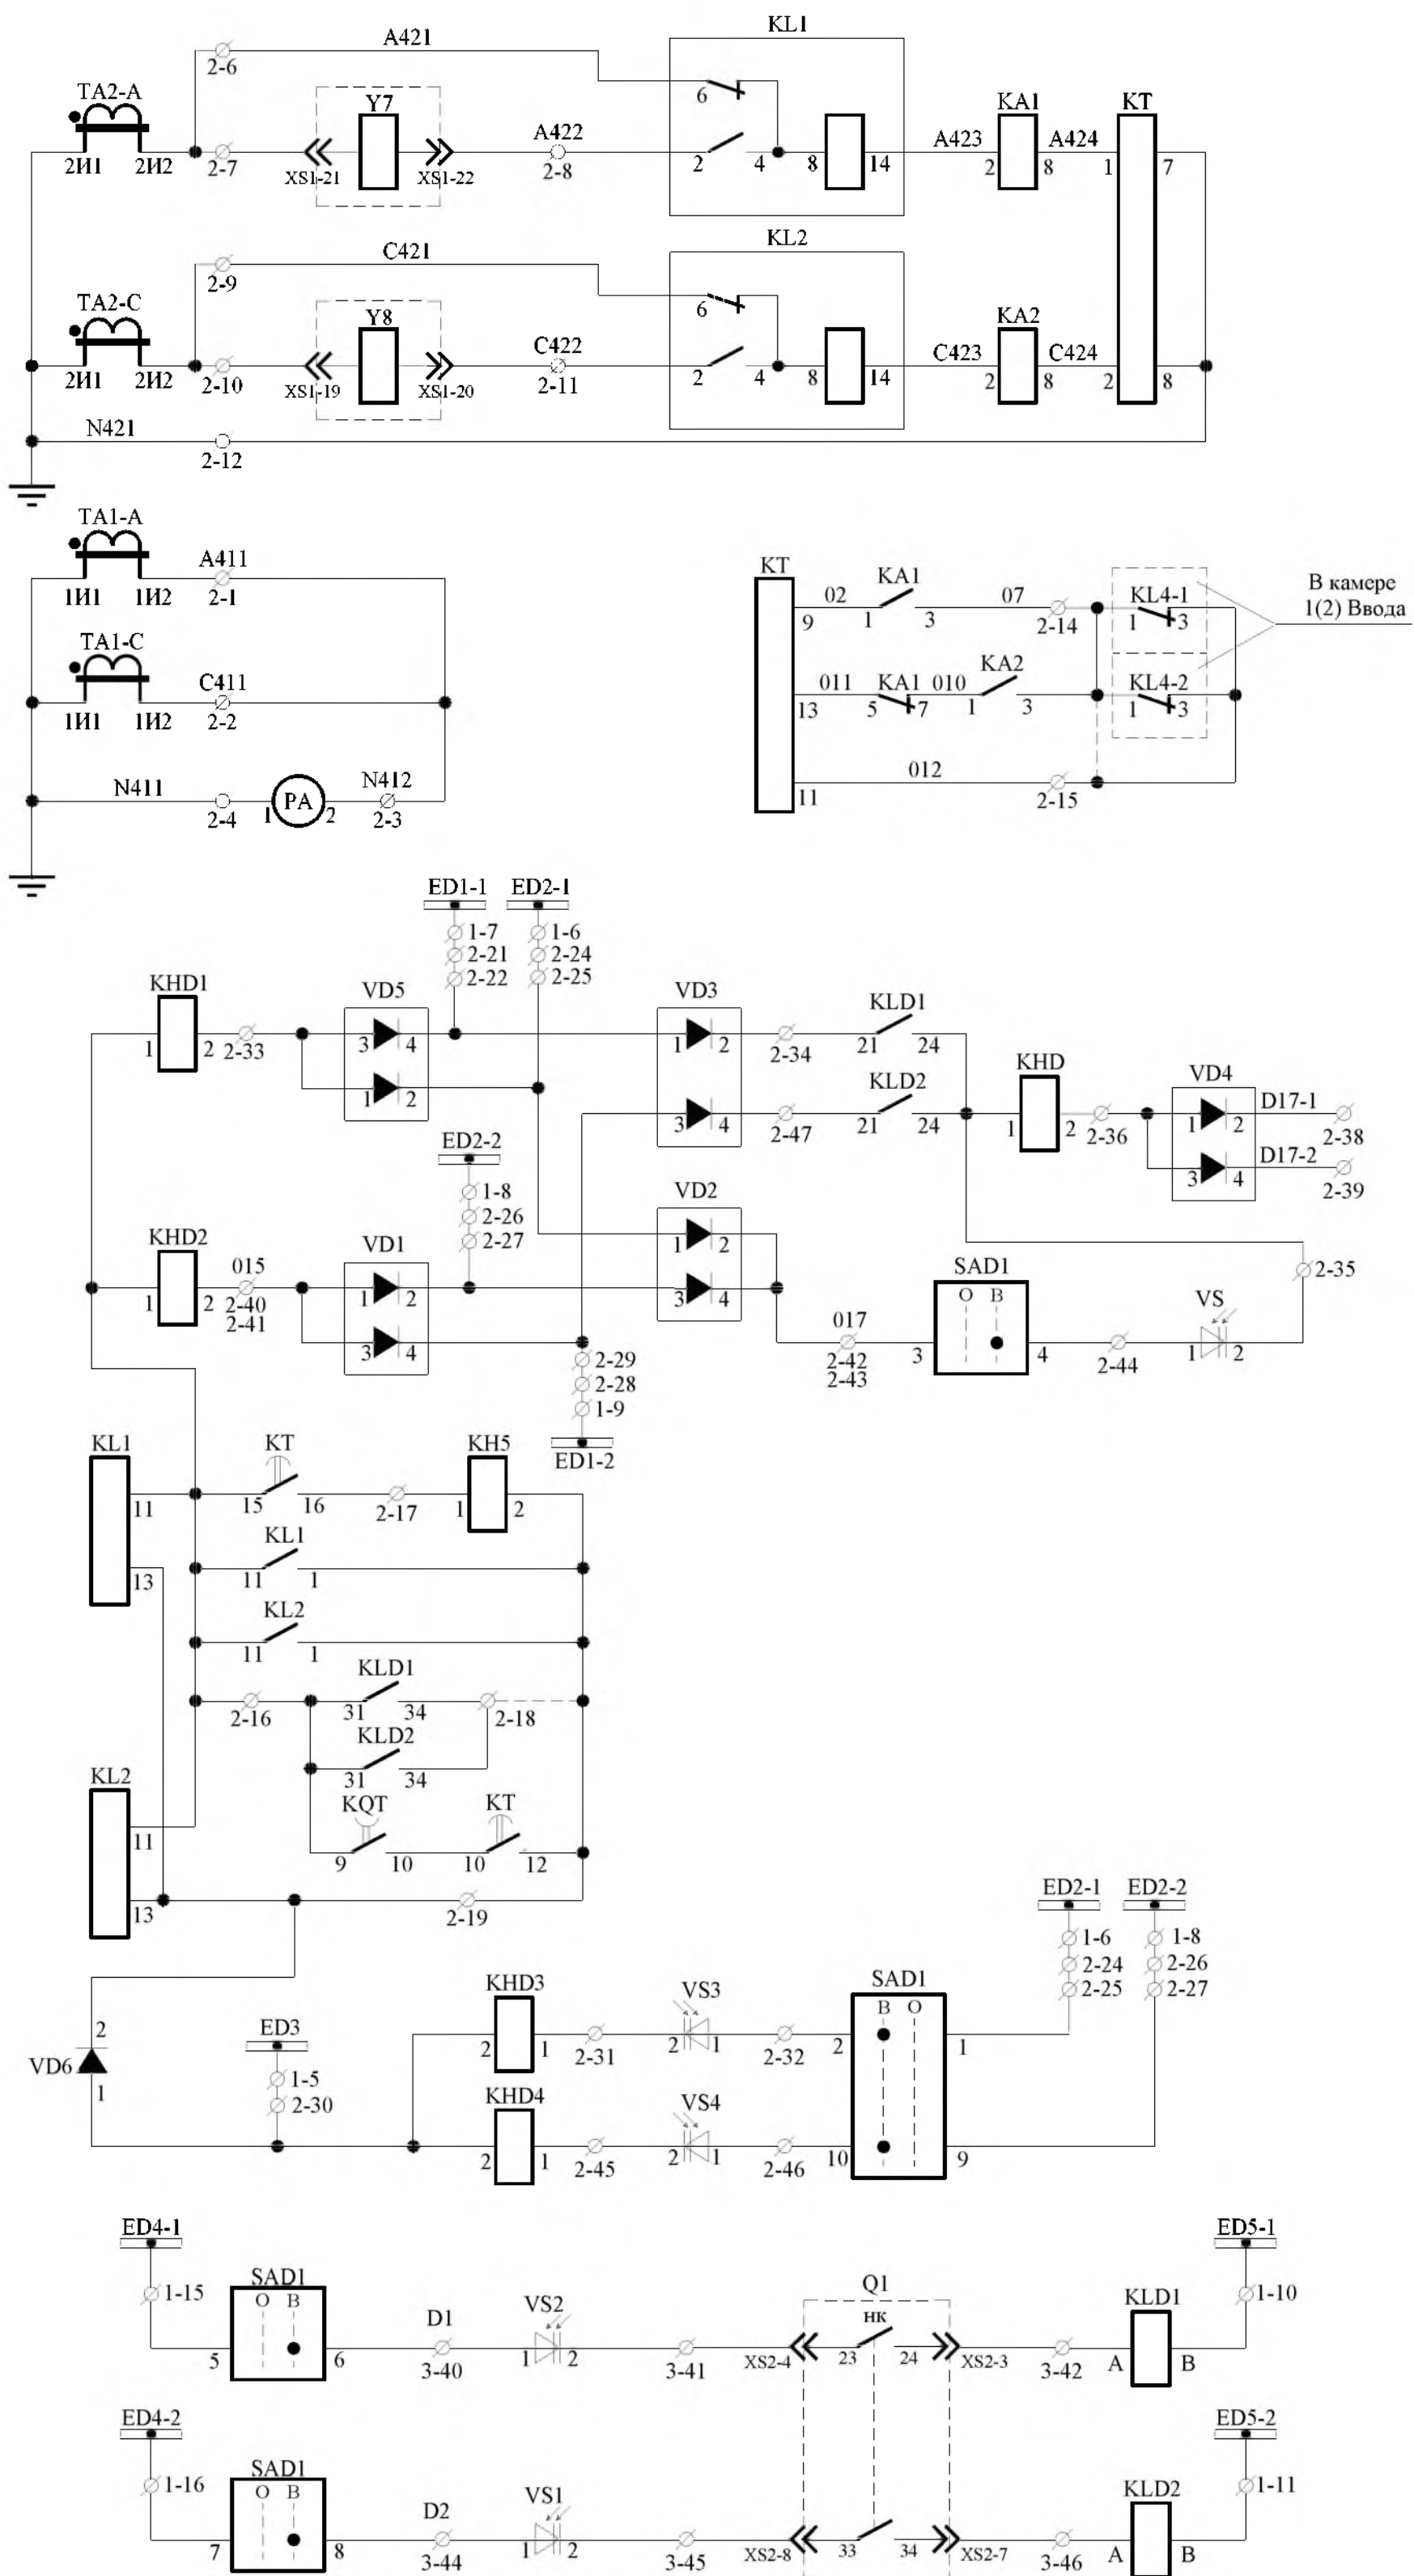 A421
KL1
2-6
TA2-A
Y7
A422
6
KA1
KT
A423
A424
2И1
2И2
2-7
XS1-21
XS1-22
2-8
2
4
8
14
2
8
1
7
C421
KL2
2-9
TA2-C
Y8
C422
6
KA2
C423
C424
2И1
2И2
2-10
XS1-19
XS1-20
2-11
2
4
8
14
2
8
2
8
N421
2-12
TA1-A
A411
1И1
1И2
2-1
TA1-C
C411
1И1
1И2
2-2
N411
N412
2-4
1
PA
2
2-3
KT
02
KA1
07
KL4-1
В камере
1(2) Ввода
9
1
3
2-14
1
3
011
KA1
010
KA2
KL4-2
13
5
7
1
3
1
3
012
11
2-15
ED1-1
ED2-1
1-7
1-6
2-21
2-24
2-22
2-25
KHD1
VD5
VD3
KLD1
1
2
2-33
3
4
1
2
2-34
21
24
KLD2
KHD
VD4
1
2
3
4
2-47
21
24
1
2
2-36
1
2
D17-1
2-38
3
4
D17-2
2-39
ED2-2
1-8
2-26
2-27
VD2
1
2
KHD2
015
VD1
SAD1
VS
2-35
1
2
2-40
2-41
1
2
3
4
O
B
3
4
017
2-42
2-43
3
4
2-44
1
2
2-29
2-28
1-9
ED1-2
KL1
KT
KH5
11
15
16
2-17
1
2
KL1
13
11
1
KL2
11
1
KLD1
2-16
31
34
2-18
KLD2
31
34
KL2
KQT
KT
11
9
10
10
12
13
2-19
ED2-1
ED2-2
1-6
1-8
2-24
2-26
2-25
2-27
KHD3
VS3
SAD1
B
O
2
ED3
2
1
2-31
2
1
2-32
2
1
VD6
1-5
1
2-30
KHD4
VS4
2
1
2-45
2
1
2-46
10
9
ED4-1
ED5-1
1-15
SAD1
Q1
KLD1
1-10
O
B
D1
VS2
НК
5
6
3-40
1
2
3-41
XS2-4
23
24
XS2-3
3-42
A
B
ED4-2
ED5-2
1-16
SAD1
KLD2
1-11
O
B
D2
VS1
7
8
3-44
1
2
3-45
XS2-8
33
34
XS2-7
3-46
A
B